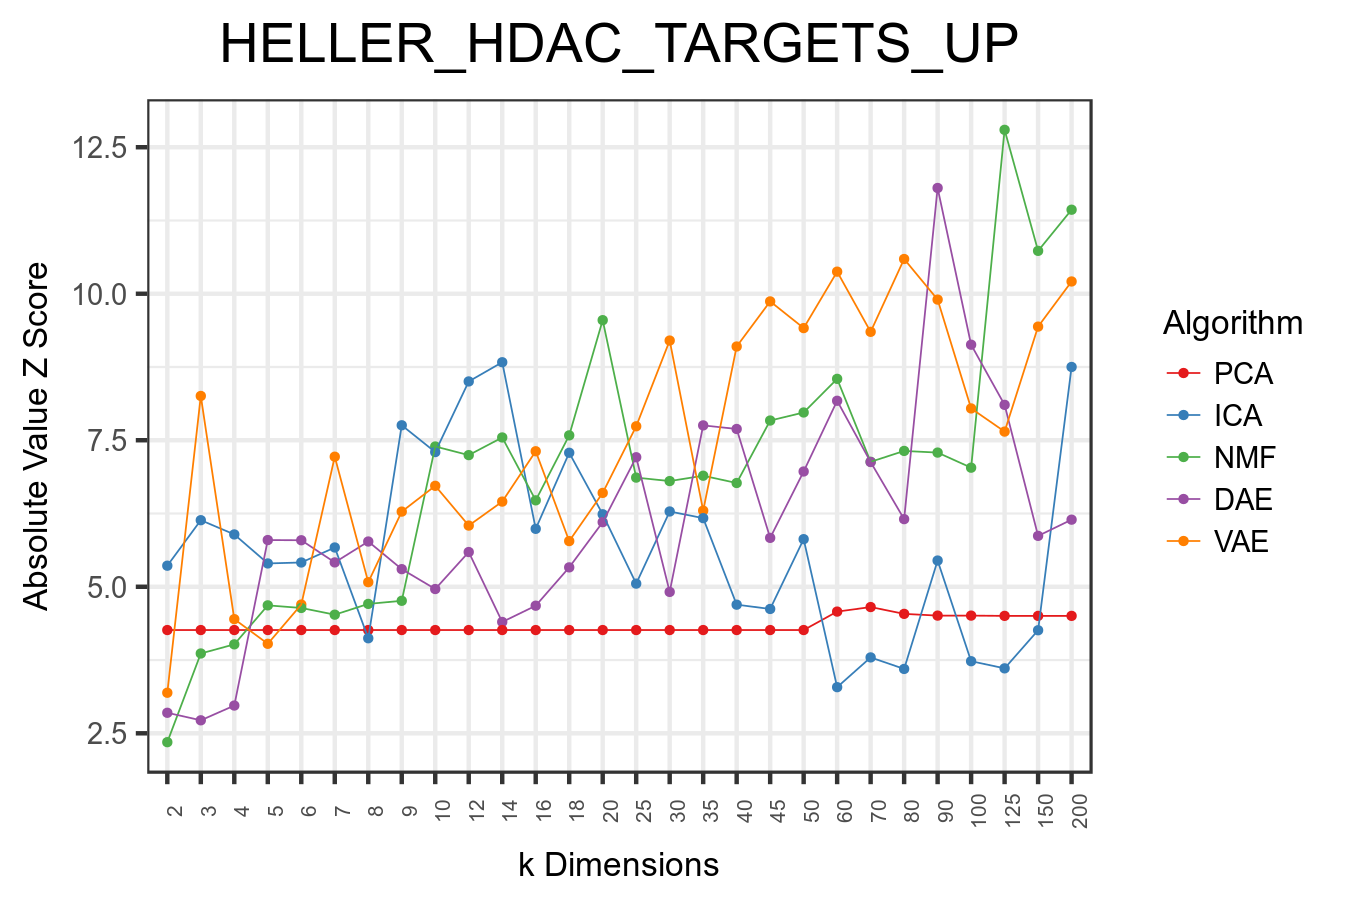 HELLER_HDAC_TARGETS_UP
Absolute Value Z Score
12.5
10.0
7.5
5.0
2.5
2 3 4 5 6 7 8 9 10 12 14 16 18 20 25 30 35 40 45 50 60 70 80 90 100 125 150 200
k Dimensions
Algorithm
PCA
ICA
NMF
DAE
VAE